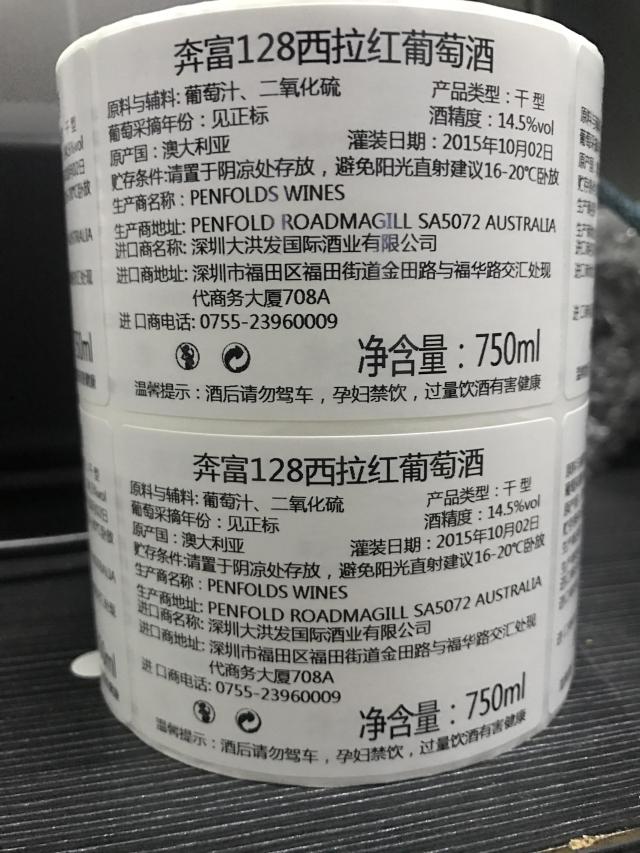 奔富128西拉红葡萄酒
原料与辅料: 葡萄汁、二氧化硫 产品类型：干型
葡萄采摘年份：见正标 酒精度：14.5%vol
原产国：澳大利亚 灌装日期：2015年10月02日
贮存条件:请置于阴凉处存放，避免阳光直射建议16-20℃卧放
生产商名称：PENFOLDS WINES
生产商地址: PENFOLD ROADMAGILL SA5072 AUSTRALIA
进口商名称: 深圳大洪发国际酒业有限公司
进口商地址: 深圳市福田区福田街道金田路与福华路交汇处现
代商务大厦708A
进口商电话: 0755-23960009
净含量：750ml
温馨提示：酒后请勿驾车，孕妇禁饮，过量饮酒有害健康
奔富128西拉红葡萄酒
原料与辅料: 葡萄汁、二氧化硫 产品类型：干型
葡萄采摘年份：见正标 酒精度：14.5%vol
原产国：澳大利亚 灌装日期：2015年10月02日
贮存条件:请置于阴凉处存放，避免阳光直射建议16-20℃卧放
生产商名称：PENFOLDS WINES
生产商地址: PENFOLD ROADMAGILL SA5072 AUSTRALIA
进口商名称: 深圳大洪发国际酒业有限公司
进口商地址: 深圳市福田区福田街道金田路与福华路交汇处现
代商务大厦708A
进口商电话: 0755-23960009
净含量：750ml
温馨提示：酒后请勿驾车，孕妇禁饮，过量饮酒有害健康